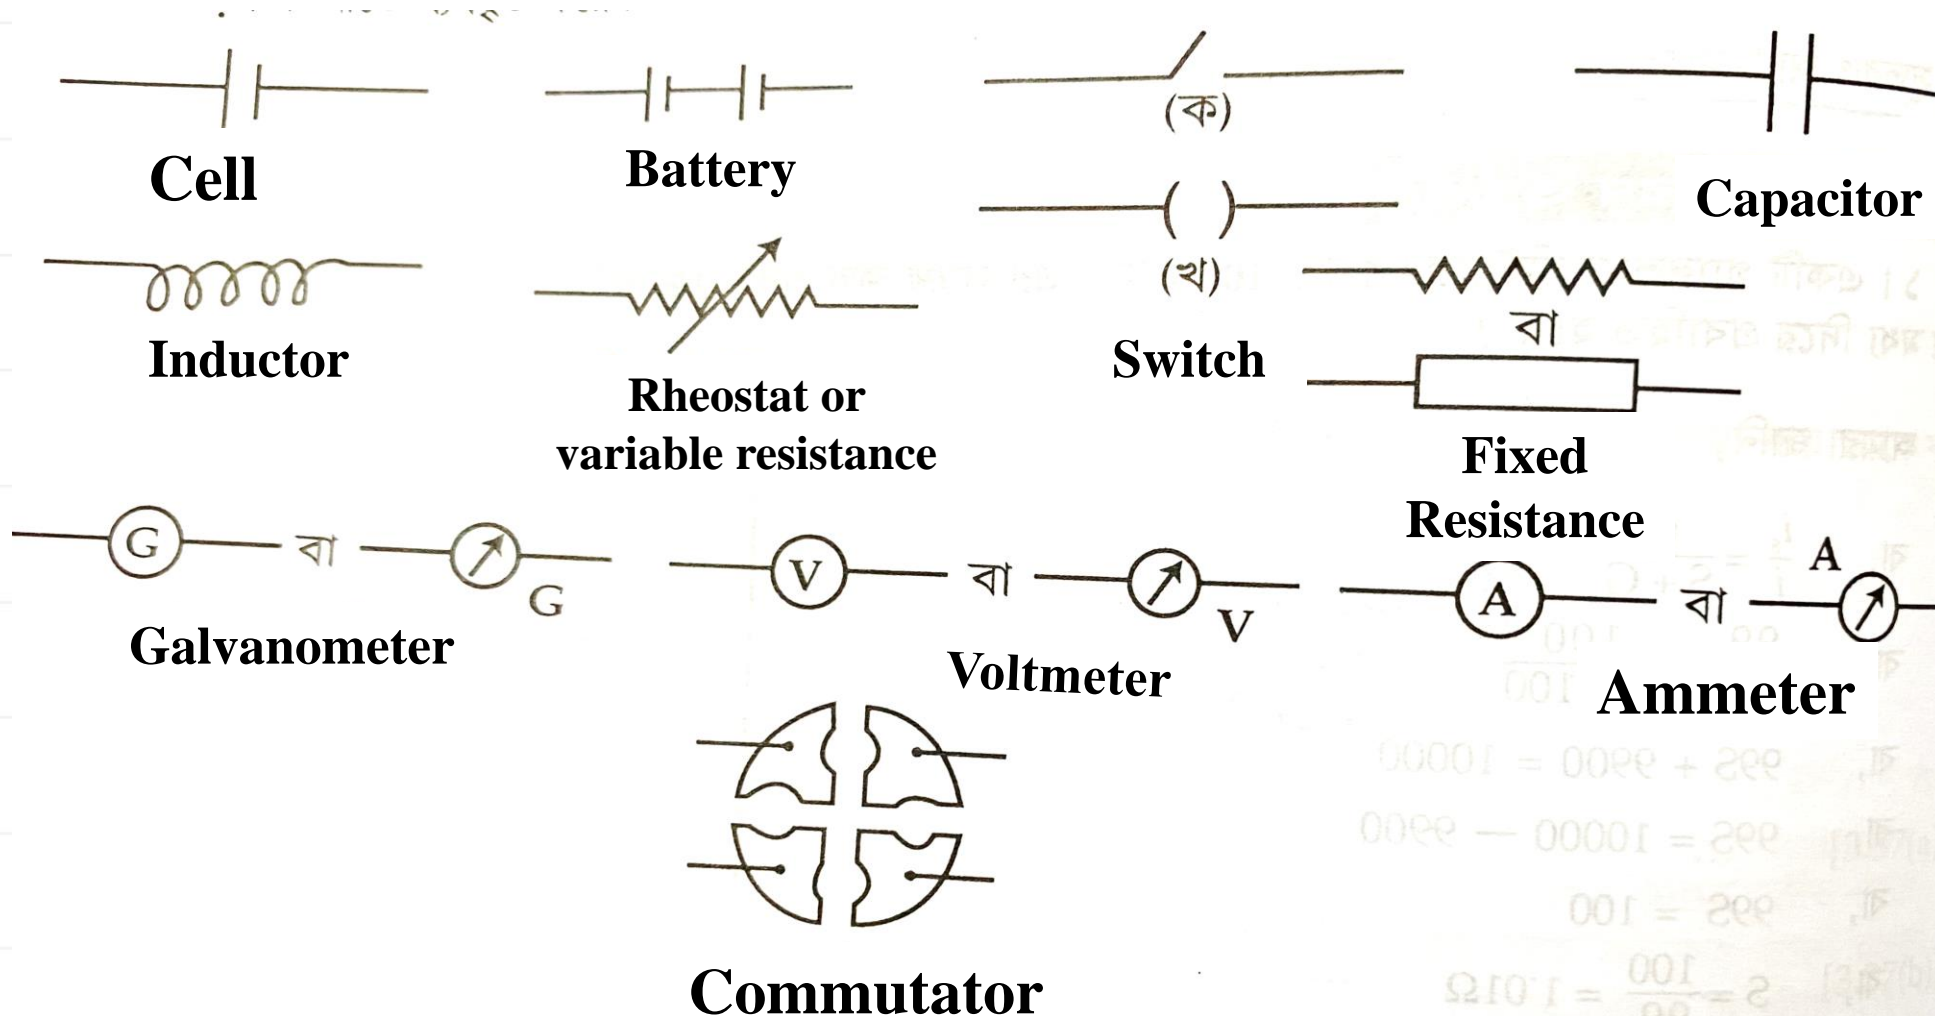 Cell
Battery
(ক)
(খ)
Switch
Capacitor
Inductor
Rheostat or
variable resistance
বা
Fixed
Resistance
G বা G
Galvanometer
V বা V
Voltmeter
A বা A
Ammeter
Commutator